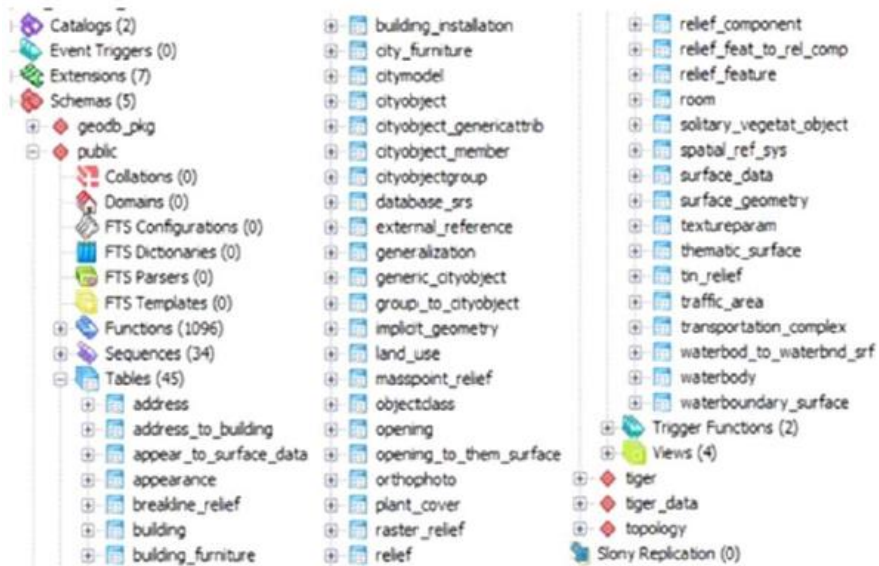 Catalogs (2)
Event Triggers (0)
Extensions (7)
Schemas (5)
geodb_pkg
public
Collations (0)
Domains (0)
FTS Configurations (0)
FTS Dictionaries (0)
FTS Parsers (0)
FTS Templates (0)
Functions (1096)
Sequences (34)
Tables (45)
address
address_to_building
appear_to_surface_data
appearance
breakline_relief
building
building_furniture
building_installation
city_furniture
citymodel
cityobject
cityobject_genericattrib
cityobject_member
cityobjectgroup
database_srs
external_reference
generalization
generic_cityobject
group_to_cityobject
implicit_geometry
land_use
masspoint_relief
objectclass
opening
opening_to_them_surface
orthophoto
plant_cover
raster_relief
relief
relief_component
relief_feat_to_rel_comp
relief_feature
room
solitary_vegetat_object
spatial_ref_sys
surface_data
surface_geometry
textureparam
thematic_surface
tin_relief
traffic_area
transportation_complex
waterbod_to_waterbnd_srf
waterbody
waterboundary_surface
Trigger Functions (2)
Views (4)
tiger
tiger_data
topology
Slony Replication (0)